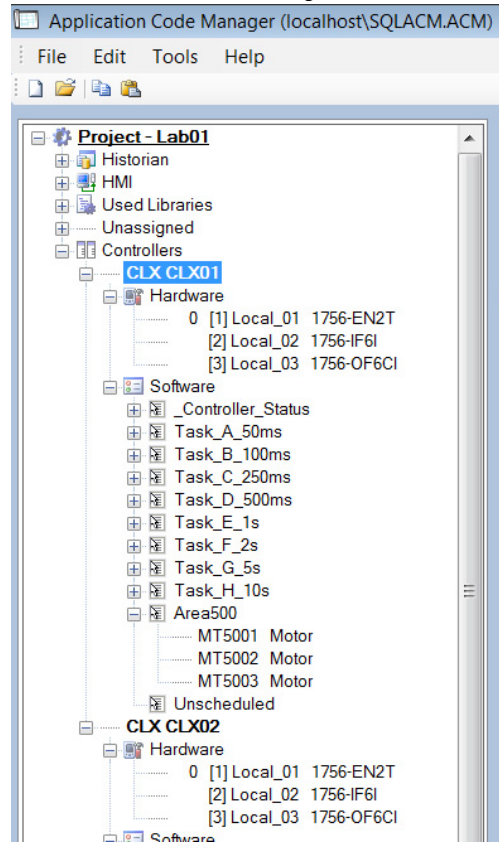 Application Code Manager (localhost\SQLACM.ACM)
File Edit Tools Help
Project - Lab01
Historian
HMI
Used Libraries
Unassigned
Controllers
CLX CLX01
Hardware
0 [1] Local_01 1756-EN2T
[2] Local_02 1756-IF6I
[3] Local_03 1756-OF6CI
Software
_Controller_Status
Task_A_50ms
Task_B_100ms
Task_C_250ms
Task_D_500ms
Task_E_1s
Task_F_2s
Task_G_5s
Task_H_10s
Area500
MT5001 Motor
MT5002 Motor
MT5003 Motor
Unscheduled
CLX CLX02
Hardware
0 [1] Local_01 1756-EN2T
[2] Local_02 1756-IF6I
[3] Local_03 1756-OF6CI
Software